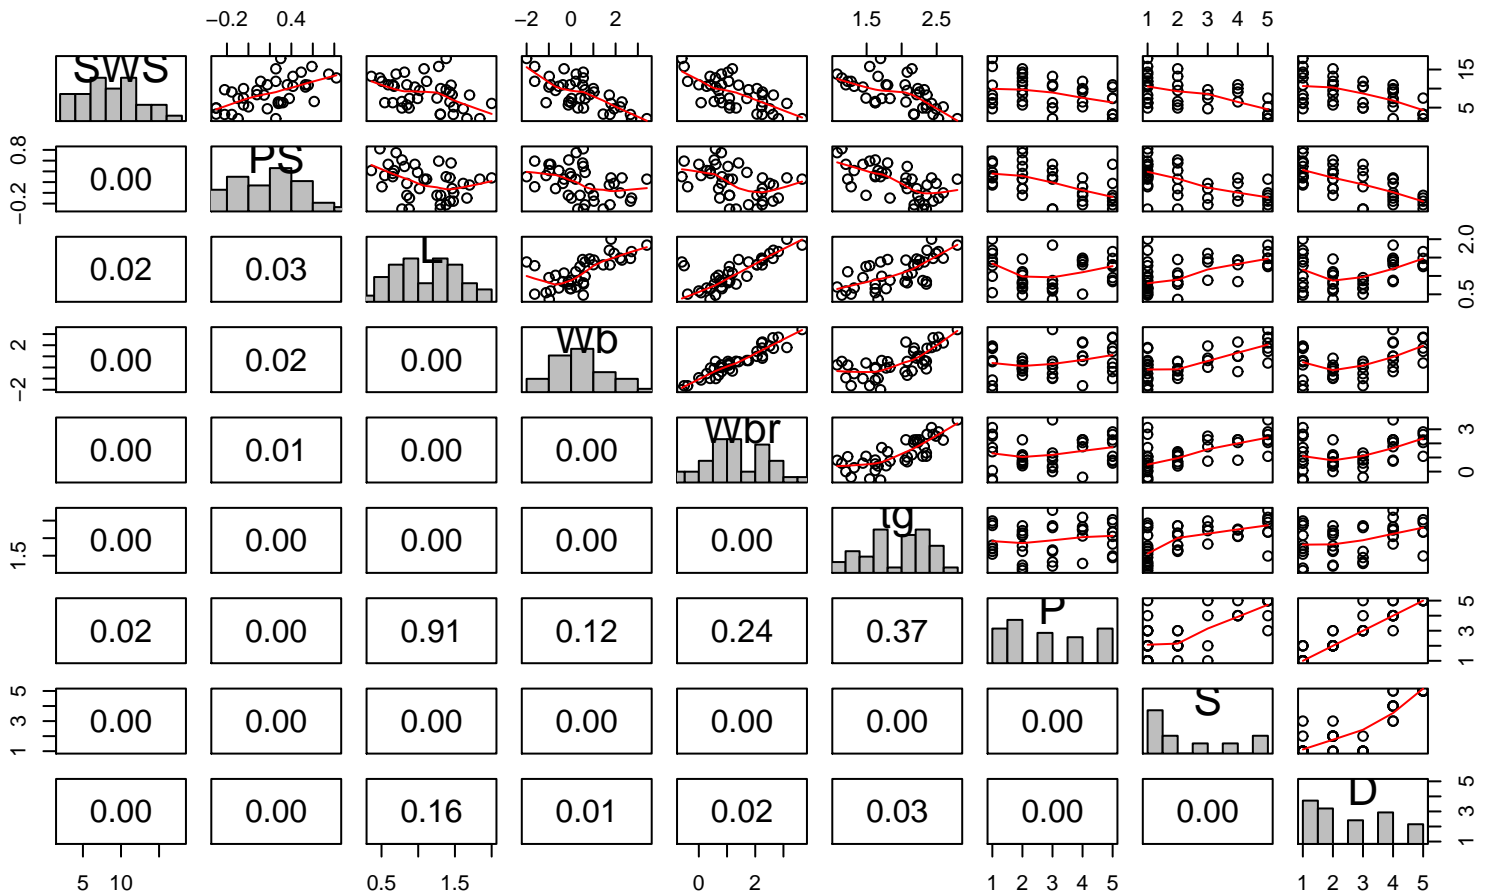 −0.2 0.4 −2 0 2 1.5 2.5 1 2 3 4 5
SWS 5 15
−0.2 0.8 0.00 PS
0.02 0.03 L 0.5 2.0
−2 2 0.00 0.02 0.00 Wb
0.00 0.01 0.00 0.00 Wbr 0 3
1.5 0.00 0.00 0.00 0.00 0.00 tg
0.02 0.00 0.91 0.12 0.24 0.37 P 1 3 5
1 3 5 0.00 0.00 0.00 0.00 0.00 0.00 0.00 S
0.00 0.00 0.16 0.01 0.02 0.03 0.00 0.00 D 1 3 5
5 10 0.5 1.5 0 2 1 2 3 4 5 1 2 3 4 5